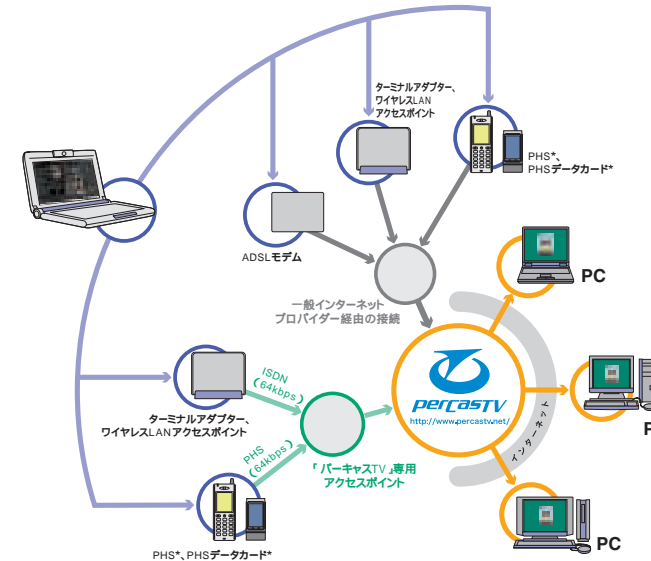 ターミナルアダプター、
ワイヤレスLAN
アクセスポイント
PHS*、
PHSデータカード*
ADSLモデム
PC
一般インターネット
プロバイダー経由の接続
percasTV
http://www.percastv.net/
インターネット
ISDN
(64kbps)
ターミナルアダプター、
ワイヤレスLANアクセスポイント
PHS
(64kbps)
「パーキャスTV」専用
アクセスポイント
P
PC
PHS*、PHSデータカード*